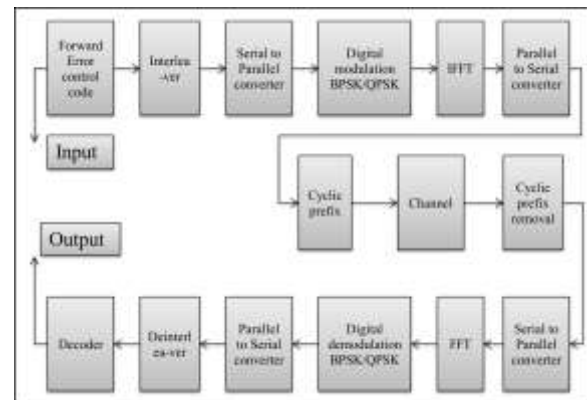 Forward
Error
control
code
Interlea
-ver
Serial to
Parallel
converter
Digital
modulation
BPSK/QPSK
IFFT
Parallel
to Serial
converter
Input
Cyclic
prefix
Channel
Cyclic
prefix
removal
Output
Decoder
Deinterl
ea-ver
Parallel
to Serial
converter
Digital
demodulation
BPSK/QPSK
FFT
Serial to
Parallel
converter